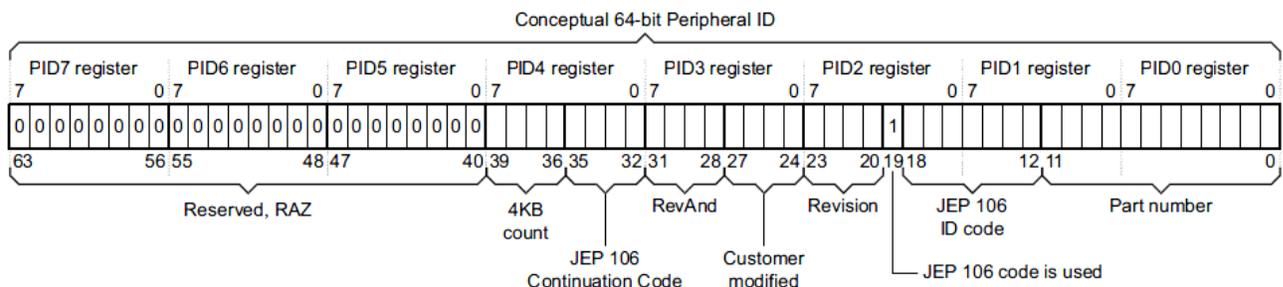 Conceptual 64-bit Peripheral ID
PID7 register PID6 register PID5 register PID4 register PID3 register PID2 register PID1 register PID0 register
7 0 7 0 7 0 7 0 7 0 7 0 7 0 7 0
0 0 0 0 0 0 0 0 0 0 0 0 0 0 0 0 0 0 0 0 0 0 0 0 1
63 56 55 48 47 40 39 36 35 32 31 28 27 24 23 20 19 18 12 11 0
Reserved, RAZ
4KB
count
JEP 106
Continuation Code
RevAnd
Customer
modified
Revision
JEP 106
ID code
JEP 106 code is used
Part number